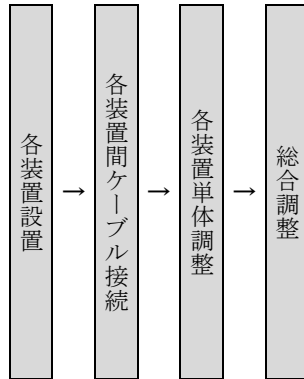 各装置設置
→
各装置間ケーブル接続
→
各装置単体調整
→
総合調整